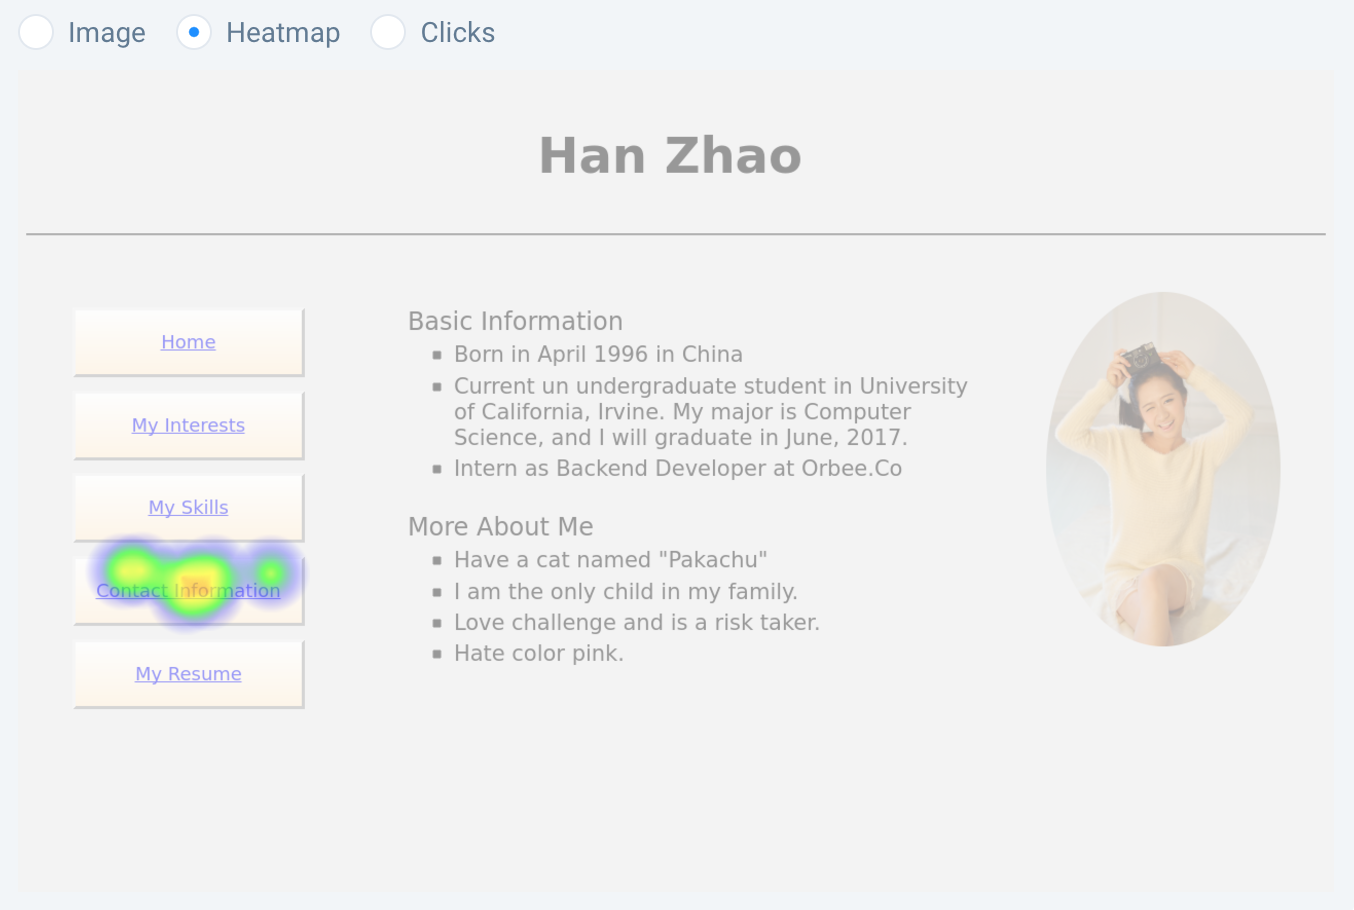 Image
Heatmap
Clicks
Han Zhao
Home
My Interests
My Skills
Contact Information
My Resume
Basic Information
Born in April 1996 in China
Current un undergraduate student in University
of California, Irvine. My major is Computer
Science, and I will graduate in June, 2017.
Intern as Backend Developer at Orbee.Co
More About Me
Have a cat named "Pakachu"
I am the only child in my family.
Love challenge and is a risk taker.
Hate color pink.